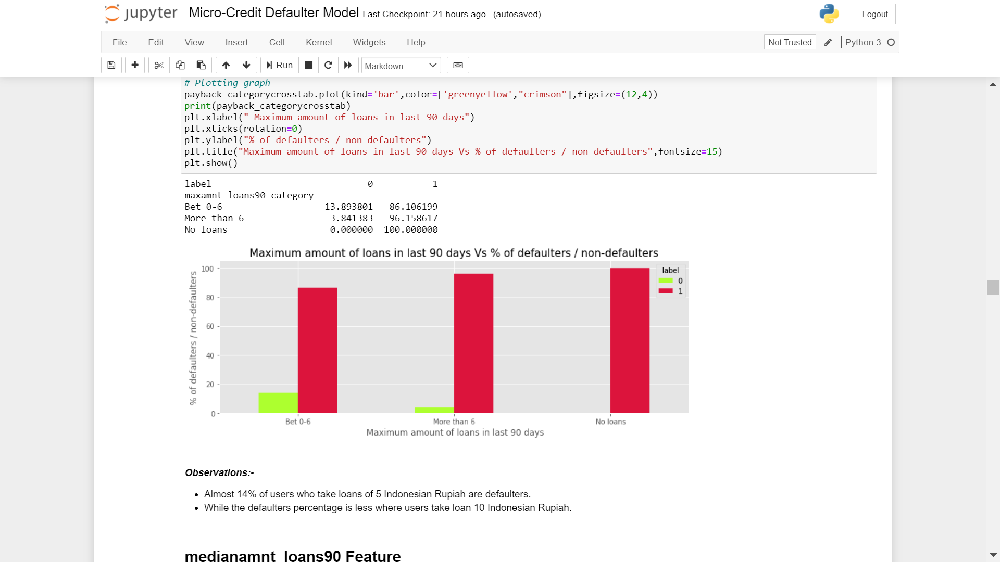 jupyter Micro-Credit Defaulter Model Last Checkpoint: 21 hours ago (autosaved) Logout
File Edit View Insert Cell Kernel Widgets Help Not Trusted Python 3
Run Markdown
# Plotting graph
payback_categorycrosstab.plot(kind='bar',color=['greenyellow',"crimson"],figsize=(12,4))
print(payback_categorycrosstab)
plt.xlabel(" Maximum amount of loans in last 90 days")
plt.xticks(rotation=0)
plt.ylabel("% of defaulters / non-defaulters")
plt.title("Maximum amount of loans in last 90 days Vs % of defaulters / non-defaulters",fontsize=15)
plt.show()
label 0 1
maxamnt_loans90_category
Bet 0-6 13.893801 86.106199
More than 6 3.841383 96.158617
No loans 0.000000 100.000000
Maximum amount of loans in last 90 days Vs % of defaulters / non-defaulters
% of defaulters / non-defaulters
100
80
60
40
20
0
label
0
1
Bet 0-6 More than 6 No loans
Maximum amount of loans in last 90 days
Observations:-
• Almost 14% of users who take loans of 5 Indonesian Rupiah are defaulters.
• While the defaulters percentage is less where users take loan 10 Indonesian Rupiah.
medianamnt_loans90 Feature